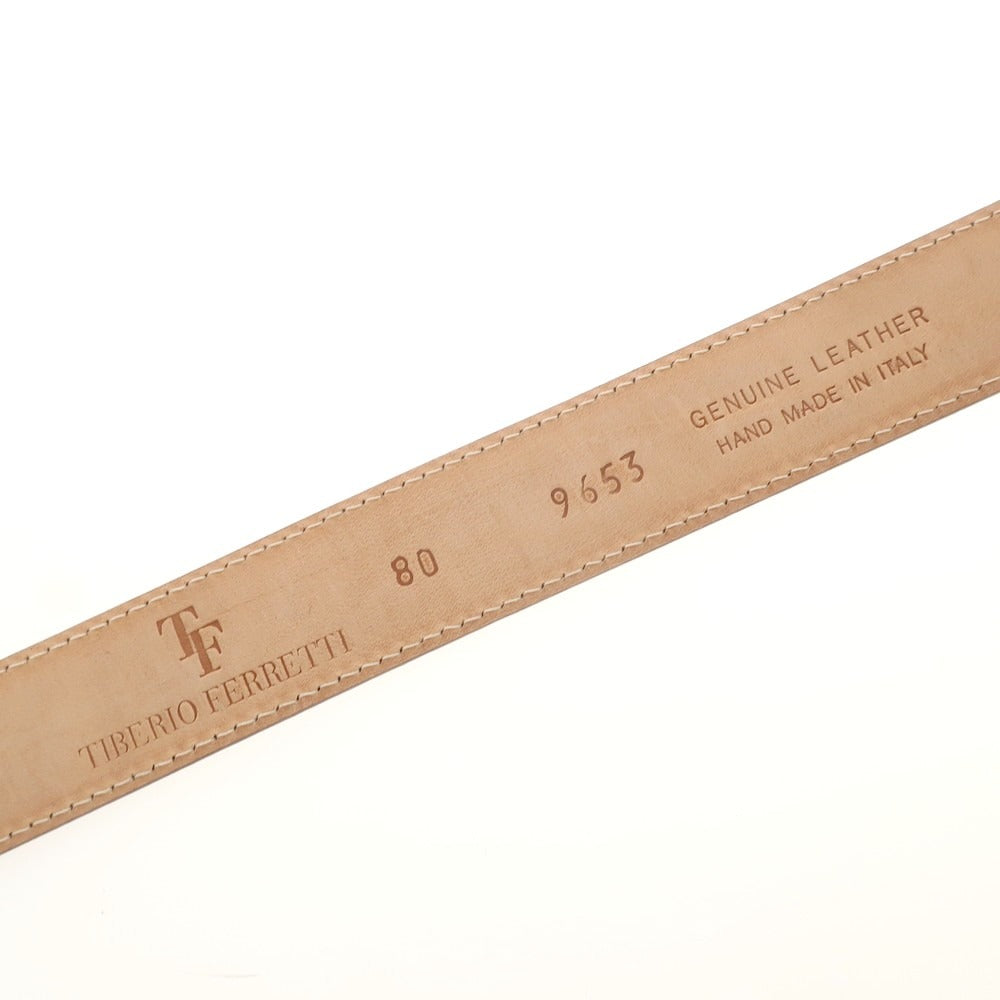 TF
TIBERIO FERRETTI
80
9653
GENUINE LEATHER
HAND MADE IN ITALY